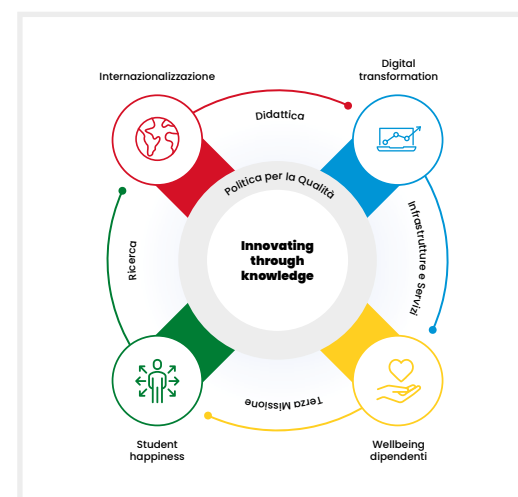 Digital
transformation
Internazionalizzazione
Didattica
Politica per la Qualità
Infrastrutture e Servizi
Ricerca
Innovating
through
knowledge
Terza Missione
Student
happiness
Wellbeing
dipendenti